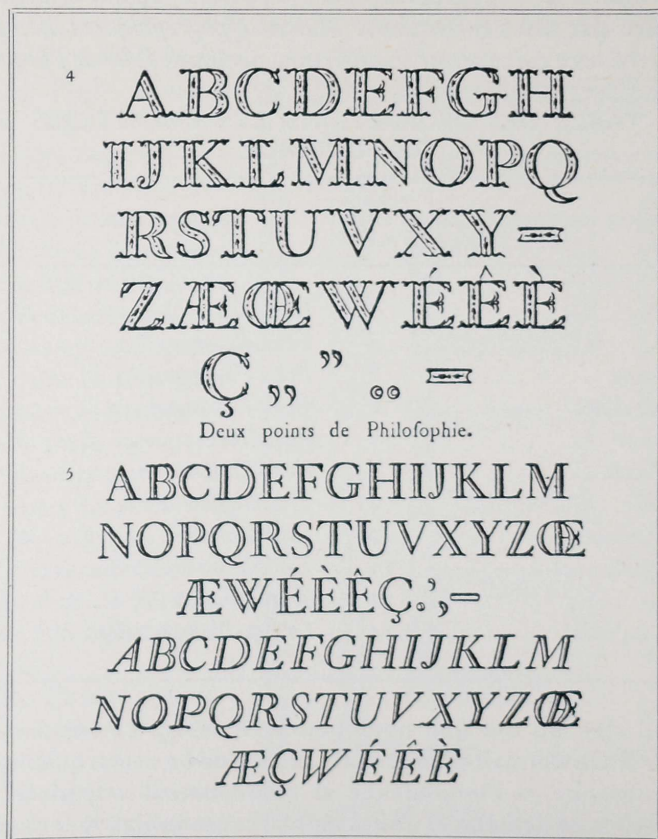 4
ABCDEFGH
IJKLMNOPQ
RSTUVXY-
ZÆŒWÉÊÈ
Ç ,, ” .. -
Deux points de Philoſophie.
5
ABCDEFGHIJKLM
NOPQRSTUVXYZŒ
ÆWÉÈÊÇ.’,-
ABCDEFGHIJKLM
NOPQRSTUVXYZŒ
ÆÇWÉÊÈ